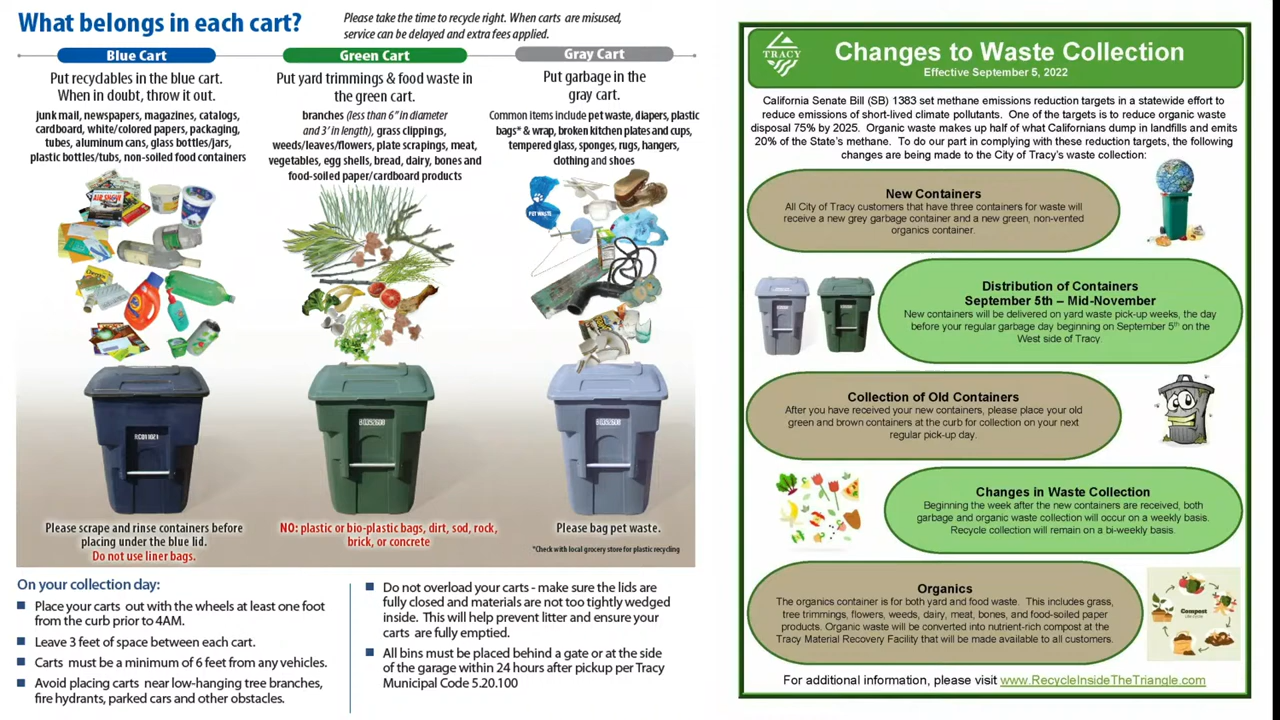 What belongs in each cart?
Please take the time to recycle right. When carts are misused,
service can be delayed and extra fees applied.
Blue Cart
Put recyclables in the blue cart.
When in doubt, throw it out.
junk mail, newspapers, magazines, catalogs,
cardboard, white/colored papers, packaging,
tubes, aluminum cans, glass bottles/jars,
plastic bottles/tubs, non-soiled food containers
Green Cart
Put yard trimmings & food waste in
the green cart.
branches (less than 6" in diameter
and 3' in length), grass clippings,
weeds/leaves/flowers, plate scrapings, meat,
vegetables, egg shells, bread, dairy, bones and
food-soiled paper/cardboard products
Gray Cart
Put garbage in the
gray cart.
Common items include pet waste, diapers, plastic
bags* & wrap, broken kitchen plates and cups,
tempered glass, sponges, rugs, hangers,
clothing and shoes
AIR SHOW
PET WASTE
Cheerios
Tide
Please scrape and rinse containers before
placing under the blue lid.
Do not use liner bags.
NO: plastic or bio-plastic bags, dirt, sod, rock,
brick, or concrete
Please bag pet waste.
*Check with local grocery store for plastic recycling
On your collection day:
Place your carts out with the wheels at least one foot
from the curb prior to 4AM.
Leave 3 feet of space between each cart.
Carts must be a minimum of 6 feet from any vehicles.
Avoid placing carts near low-hanging tree branches,
fire hydrants, parked cars and other obstacles.
Do not overload your carts - make sure the lids are
fully closed and materials are not too tightly wedged
inside. This will help prevent litter and ensure your
carts are fully emptied.
All bins must be placed behind a gate or at the side
of the garage within 24 hours after pickup per Tracy
Municipal Code 5.20.100
TRACY
Changes to Waste Collection
Effective September 5, 2022
California Senate Bill (SB) 1383 set methane emissions reduction targets in a statewide effort to
reduce emissions of short-lived climate pollutants. One of the targets is to reduce organic waste
disposal 75% by 2025. Organic waste makes up half of what Californians dump in landfills and emits
20% of the State's methane. To do our part in complying with these reduction targets, the following
changes are being made to the City of Tracy's waste collection:
New Containers
All City of Tracy customers that have three containers for waste will
receive a new grey garbage container and a new green, non-vented
organics container.
Distribution of Containers
September 5th – Mid-November
New containers will be delivered on yard waste pick-up weeks, the day
before your regular garbage day beginning on September 5th on the
West side of Tracy.
Collection of Old Containers
After you have received your new containers, please place your old
green and brown containers at the curb for collection on your next
regular pick-up day.
Changes in Waste Collection
Beginning the week after the new containers are received, both
garbage and organic waste collection will occur on a weekly basis.
Recycle collection will remain on a bi-weekly basis.
Organics
The organics container is for both yard and food waste. This includes grass,
tree trimmings, flowers, weeds, dairy, meat, bones, and food-soiled paper
products. Organic waste will be converted into nutrient-rich compost at the
Tracy Material Recovery Facility that will be made available to all customers.
Compost
For additional information, please visit www.RecycleInsideTheTriangle.com